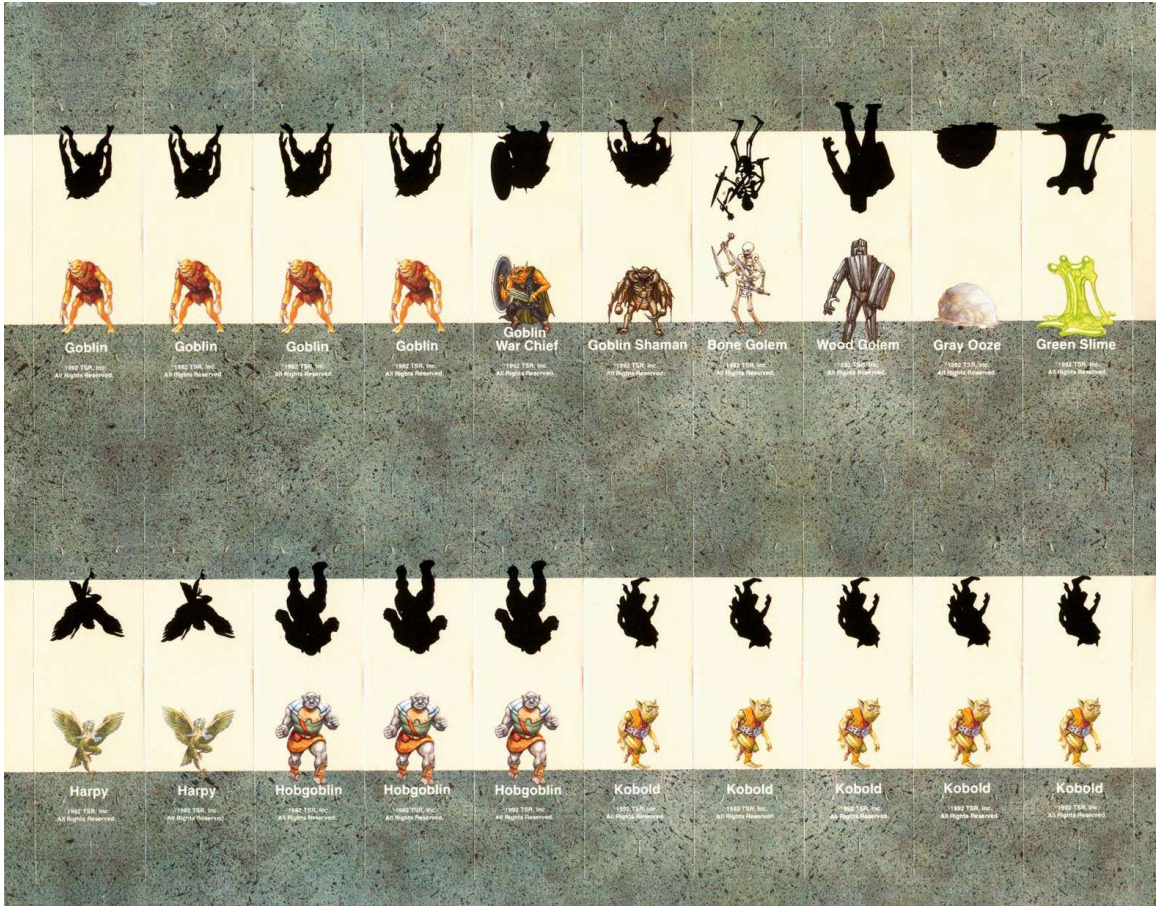 Goblin
1992 TSR, Inc.
All Rights Reserved.
Goblin
1992 TSR, Inc.
All Rights Reserved.
Goblin
1992 TSR, Inc.
All Rights Reserved.
Goblin
1992 TSR, Inc.
All Rights Reserved.
Goblin
War Chief
1992 TSR, Inc.
All Rights Reserved.
Goblin Shaman
1992 TSR, Inc.
All Rights Reserved.
Bone Golem
1992 TSR, Inc.
All Rights Reserved.
Wood Golem
1992 TSR, Inc.
All Rights Reserved.
Gray Ooze
1992 TSR, Inc.
All Rights Reserved.
Green Slime
1992 TSR, Inc.
All Rights Reserved.
Harpy
1992 TSR, Inc.
All Rights Reserved.
Harpy
1992 TSR, Inc.
All Rights Reserved.
Hobgoblin
1992 TSR, Inc.
All Rights Reserved.
Hobgoblin
1992 TSR, Inc.
All Rights Reserved.
Hobgoblin
1992 TSR, Inc.
All Rights Reserved.
Kobold
1992 TSR, Inc.
All Rights Reserved.
Kobold
1992 TSR, Inc.
All Rights Reserved.
Kobold
1992 TSR, Inc.
All Rights Reserved.
Kobold
1992 TSR, Inc.
All Rights Reserved.
Kobold
1992 TSR, Inc.
All Rights Reserved.